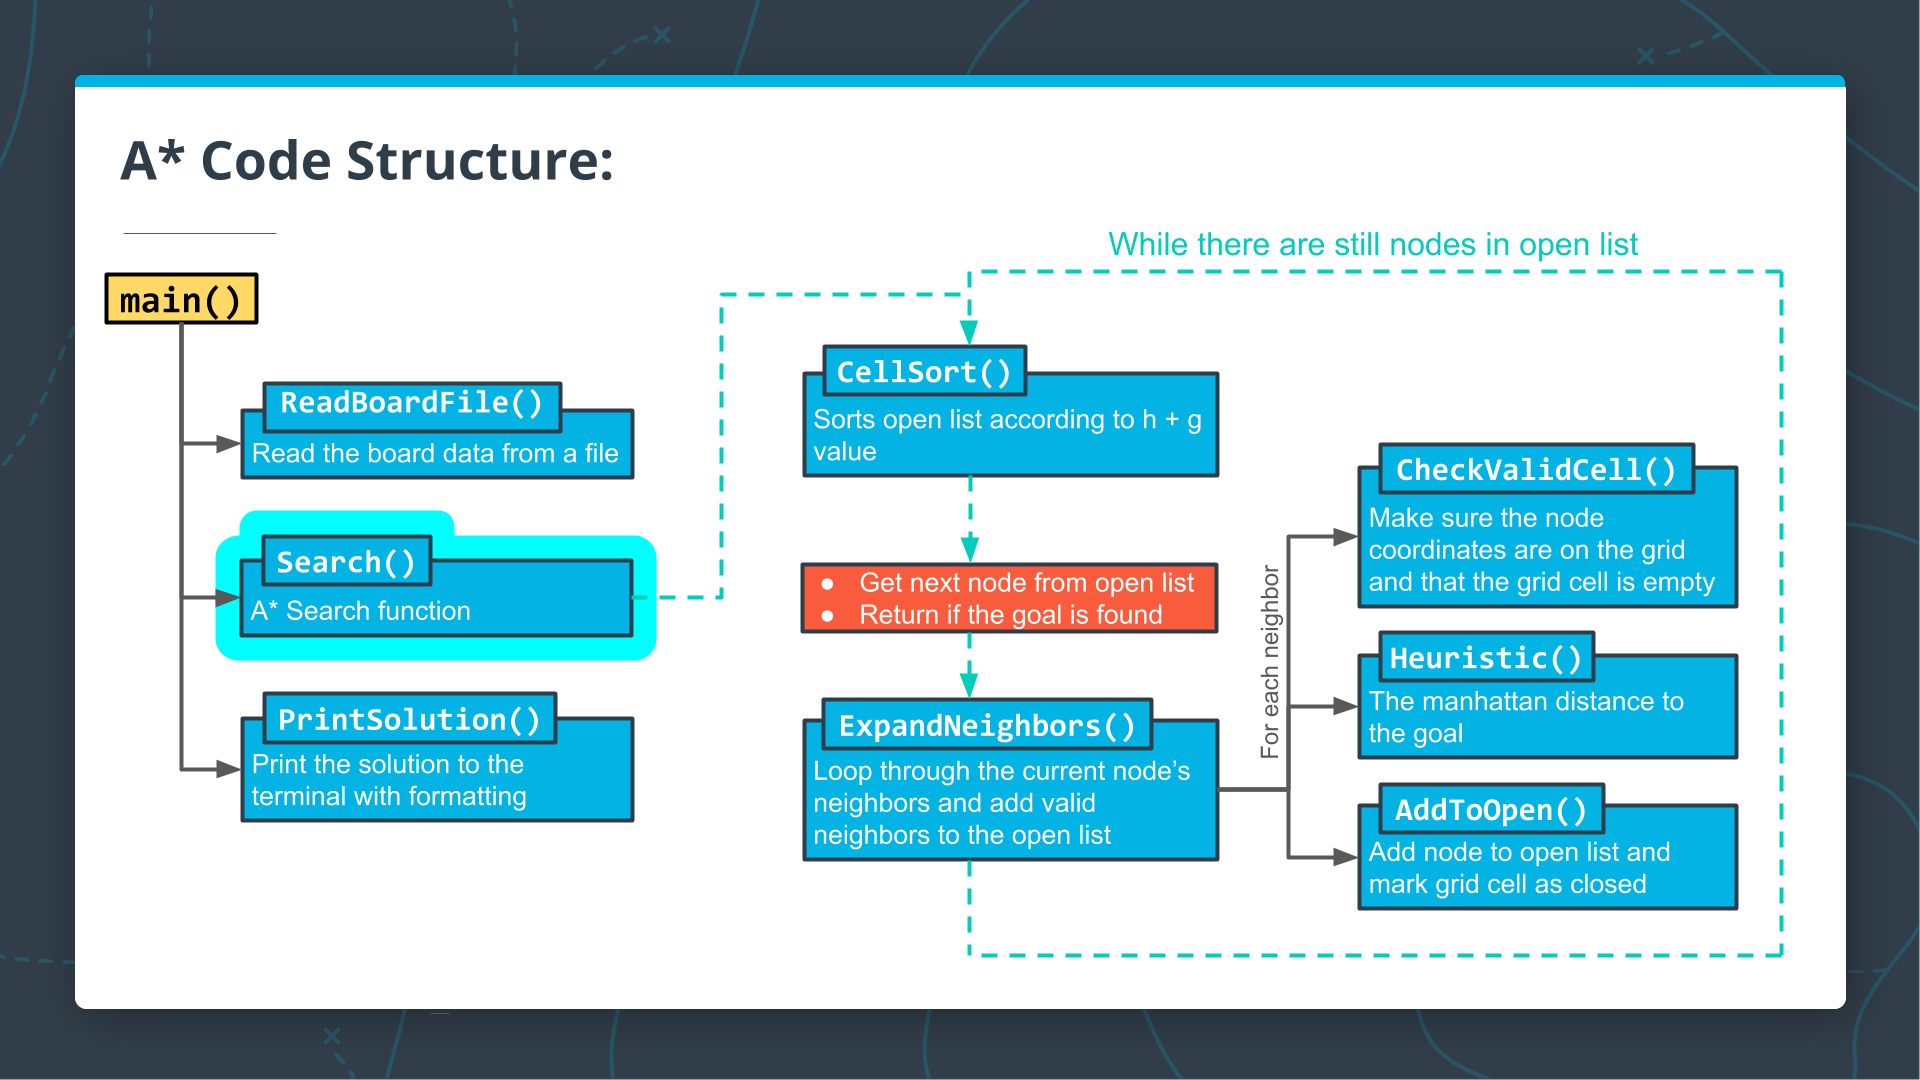 A* Code Structure:
While there are still nodes in open list
main()
ReadBoardFile()
Read the board data from a file
Search()
A* Search function
PrintSolution()
Print the solution to the
terminal with formatting
CellSort()
Sorts open list according to h + g
value
● Get next node from open list
● Return if the goal is found
ExpandNeighbors()
Loop through the current node’s
neighbors and add valid
neighbors to the open list
For each neighbor
CheckValidCell()
Make sure the node
coordinates are on the grid
and that the grid cell is empty
Heuristic()
The manhattan distance to
the goal
AddToOpen()
Add node to open list and
mark grid cell as closed